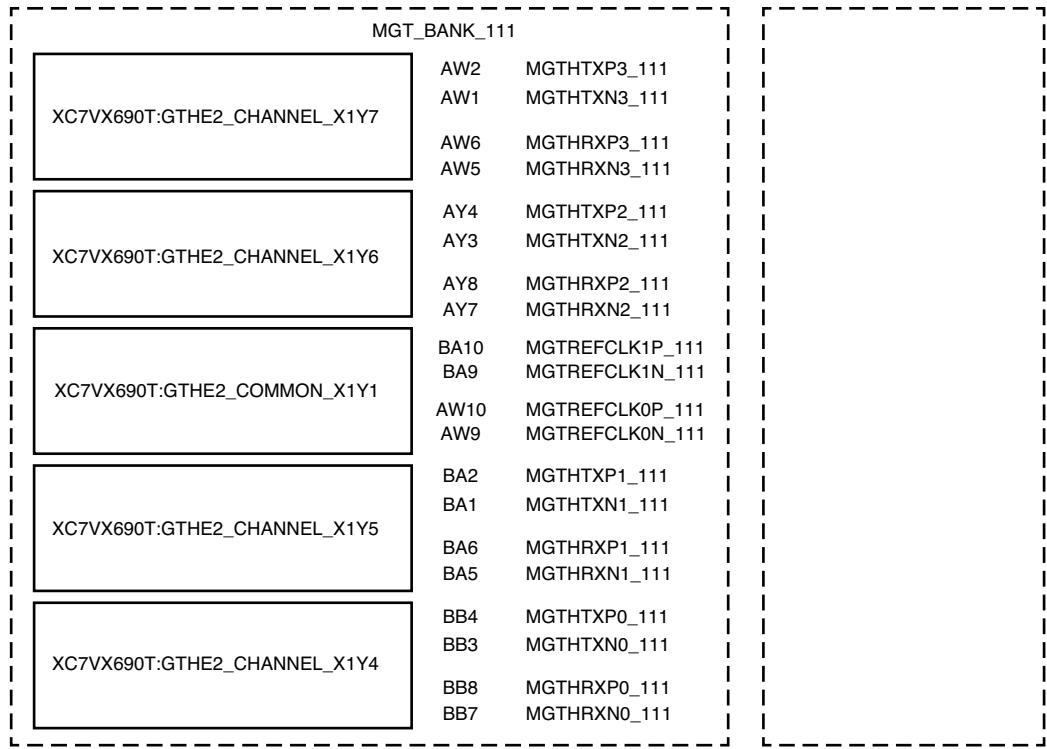 MGT_BANK_111
XC7VX690T:GTHE2_CHANNEL_X1Y7
AW2 MGTHTXP3_111
AW1 MGTHTXN3_111
AW6 MGTHRXP3_111
AW5 MGTHRXN3_111
XC7VX690T:GTHE2_CHANNEL_X1Y6
AY4 MGTHTXP2_111
AY3 MGTHTXN2_111
AY8 MGTHRXP2_111
AY7 MGTHRXN2_111
XC7VX690T:GTHE2_COMMON_X1Y1
BA10 MGTREFCLK1P_111
BA9 MGTREFCLK1N_111
AW10 MGTREFCLK0P_111
AW9 MGTREFCLK0N_111
XC7VX690T:GTHE2_CHANNEL_X1Y5
BA2 MGTHTXP1_111
BA1 MGTHTXN1_111
BA6 MGTHRXP1_111
BA5 MGTHRXN1_111
XC7VX690T:GTHE2_CHANNEL_X1Y4
BB4 MGTHTXP0_111
BB3 MGTHTXN0_111
BB8 MGTHRXP0_111
BB7 MGTHRXN0_111